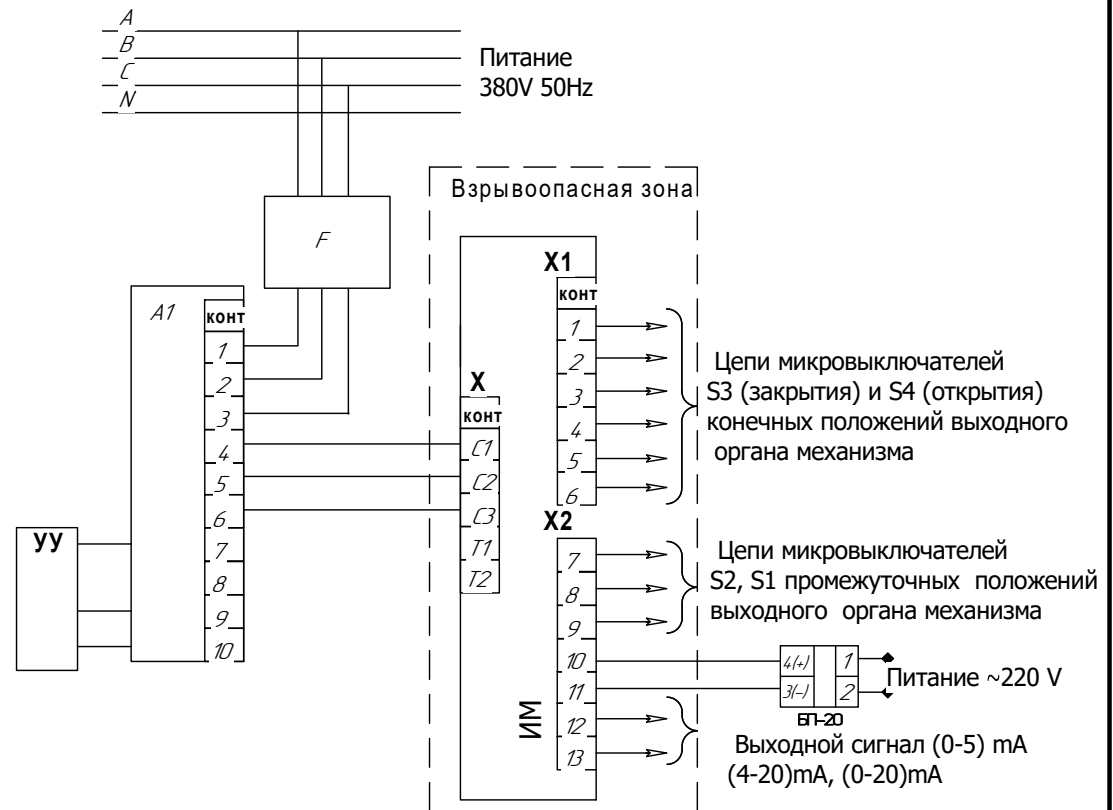 A
B
C
N
Питание
380V 50Hz
Взрывоопасная зона
F
A1
конт
1
2
3
4
5
6
7
8
9
10
УУ
X
конт
C1
C2
C3
T1
T2
X1
конт
1
2
3
4
5
6
Цепи микровыключателей
S3 (закрытия) и S4 (открытия)
конечных положений выходного
органа механизма
X2
7
8
9
10
11
12
13
ИМ
Цепи микровыключателей
S2, S1 промежуточных положений
выходного органа механизма
4(+)
1
3(–)
2
БП-20
Питание ~220 V
Выходной сигнал (0-5) mA
(4-20)mA, (0-20)mA